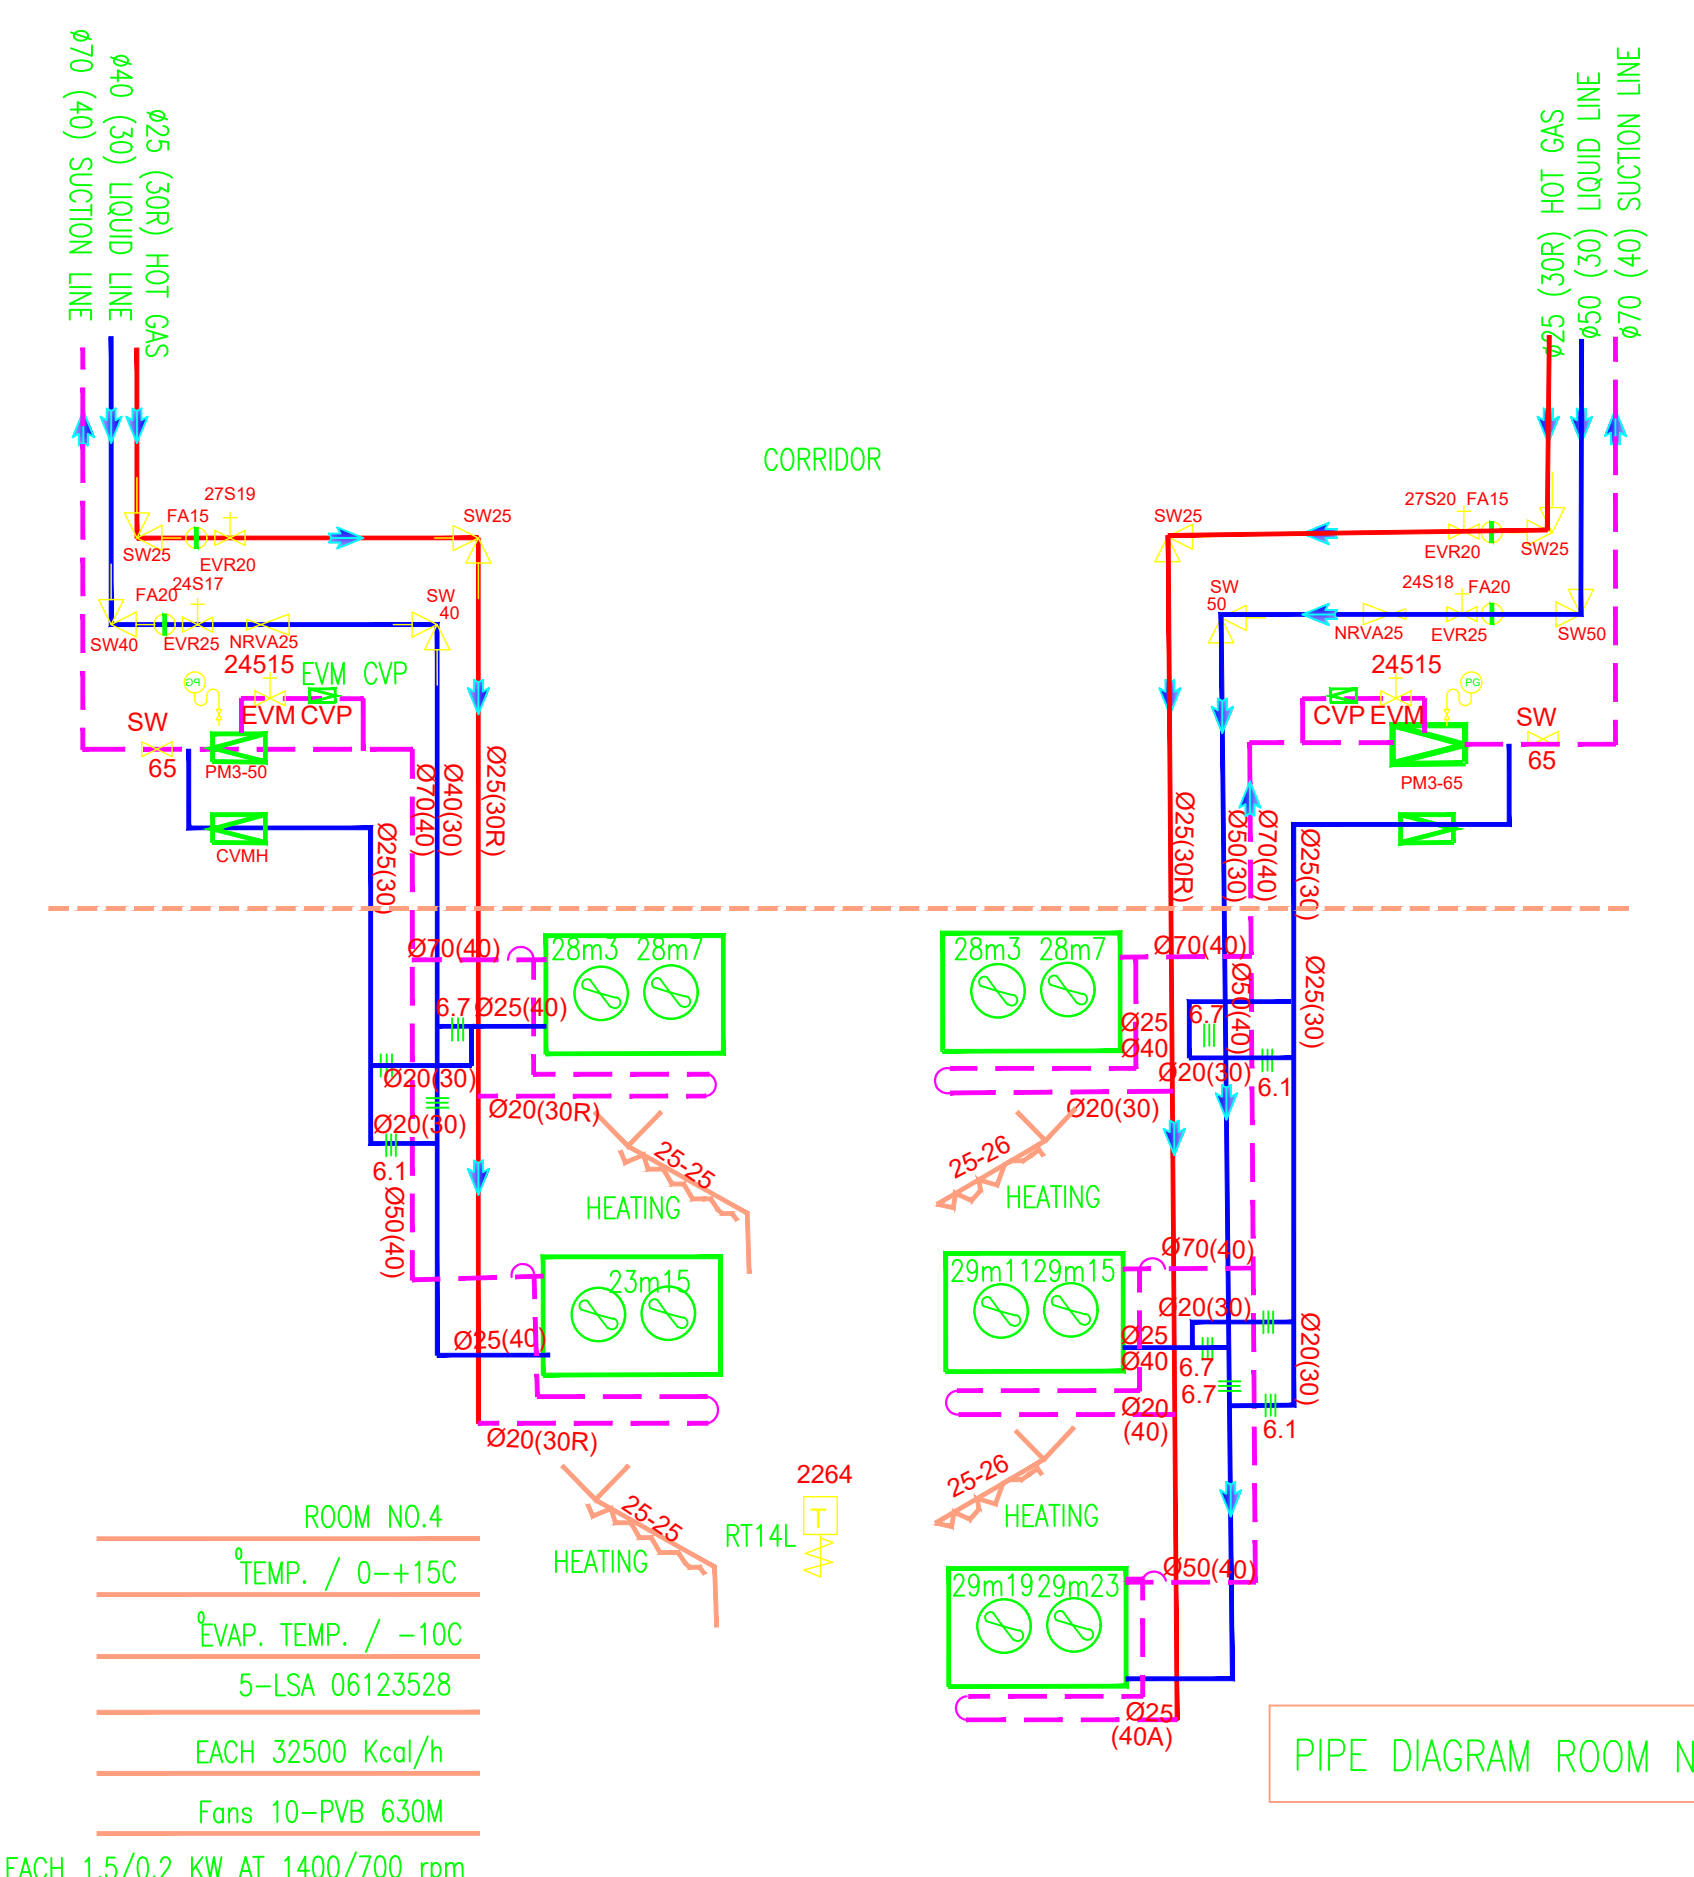 ø70 (40) SUCTION LINE
ø40 (30) LIQUID LINE
ø25 (30R) HOT GAS
ø25 (30R) HOT GAS
ø50 (30) LIQUID LINE
ø70 (40) SUCTION LINE
CORRIDOR
27S19
FA15
SW25
EVR20
SW25
24S17
FA20
SW40
EVR25
NRVA25
SW
40
24515
EVM CVP
PG
EVM CVP
SW
65
PM3-50
CVMH
Ø25(30)
Ø70(40)
Ø40(30)
Ø25(30R)
27S20
FA15
SW25
EVR20
SW25
24S18
FA20
SW
50
NRVA25
EVR25
SW50
24515
PG
CVP EVM
SW
65
PM3-65
Ø25(30R)
Ø50(30)
Ø70(40)
Ø25(30)
Ø70(40)
28m3 28m7
6.7 Ø25(40)
Ø20(30)
Ø20(30R)
Ø20(30)
6.1
Ø50(40)
25-25
HEATING
23m15
Ø25(40)
Ø20(30R)
25-25
HEATING
28m3 28m7
Ø70(40)
Ø25
Ø40
6.7
Ø50(40)
Ø25(30)
Ø20(30)
6.1
Ø20(30)
25-26
HEATING
29m11 29m15
Ø70(40)
Ø20(30)
Ø25
Ø40
6.7
6.7
Ø20(30)
Ø20
(40)
6.1
25-26
HEATING
2264
RT14L
T
29m19 29m23
Ø50(40)
Ø25
(40A)
ROOM NO.4
TEMP. / 0-+15C
EVAP. TEMP. / -10C
5-LSA 06123528
EACH 32500 Kcal/h
Fans 10-PVB 630M
EACH 1.5/0.2 KW AT 1400/700 rpm
PIPE DIAGRAM ROOM N